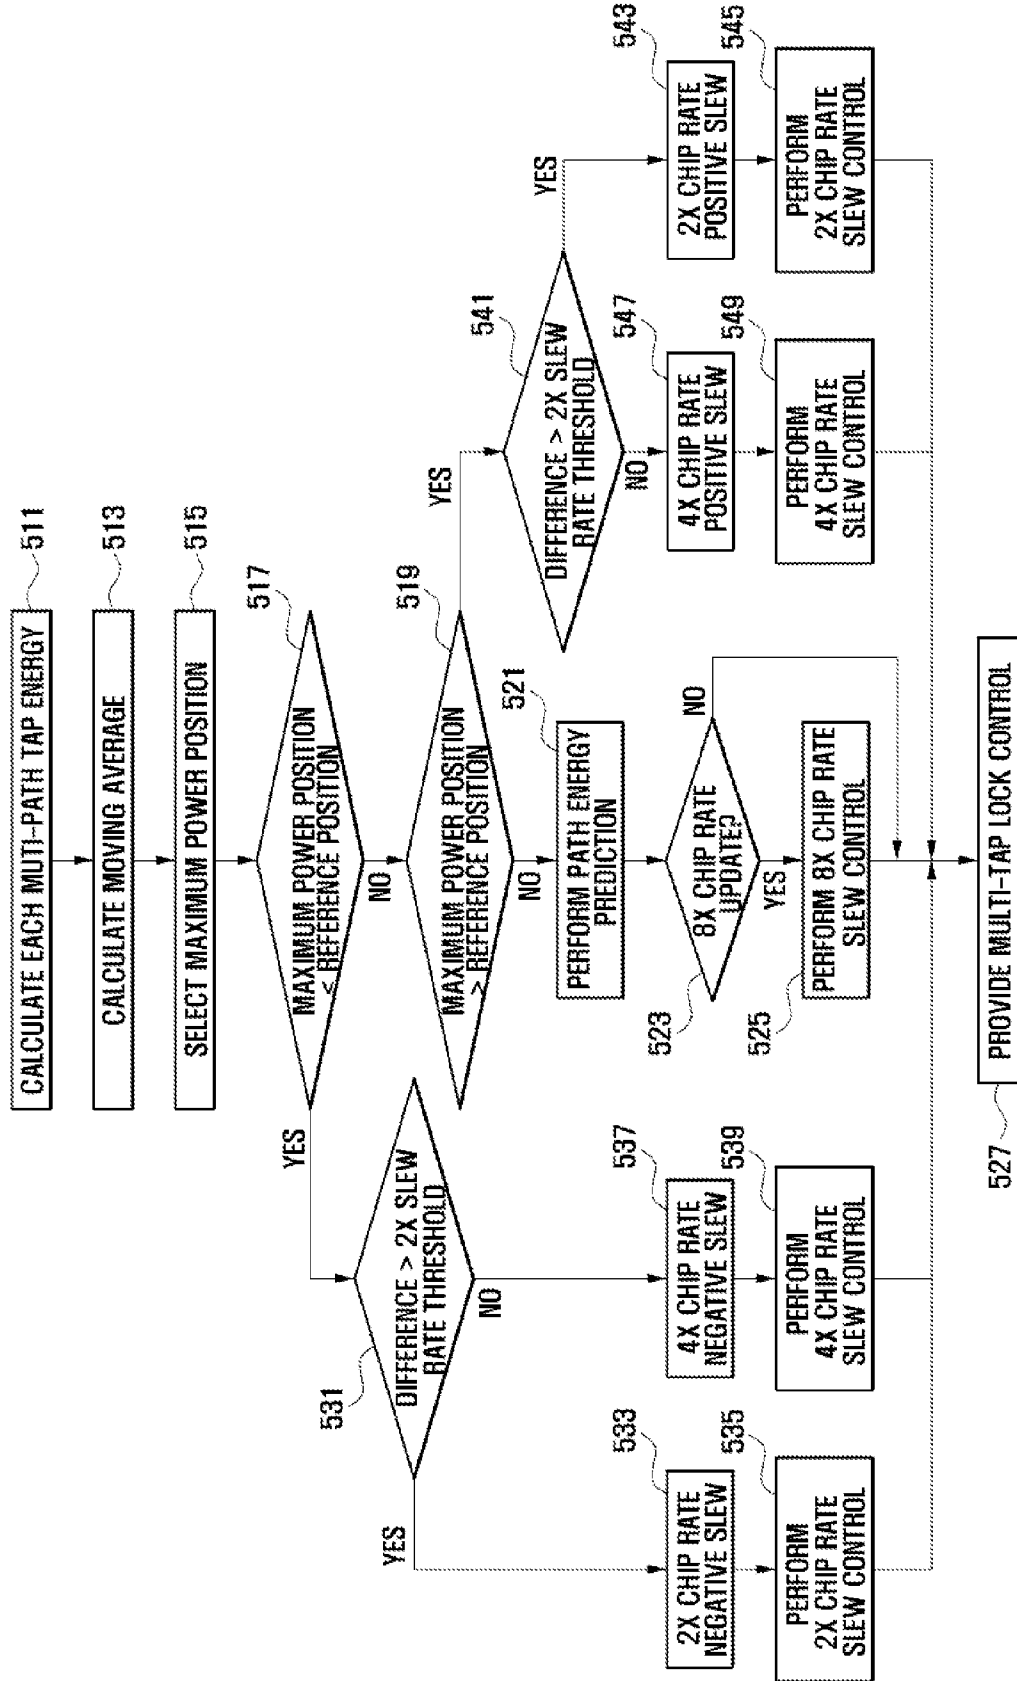 CALCULATE EACH MUTI-PATH TAP ENERGY
511
CALCULATE MOVING AVERAGE
513
SELECT MAXIMUM POWER POSITION
515
MAXIMUM POWER POSITION
< REFERENCE POSITION
517
YES
NO
MAXIMUM POWER POSITION
> REFERENCE POSITION
519
YES
NO
DIFFERENCE > 2X SLEW
RATE THRESHOLD
531
YES
NO
DIFFERENCE > 2X SLEW
RATE THRESHOLD
541
YES
NO
PERFORM PATH ENERGY
PREDICTION
521
8X CHIP RATE
UPDATE?
523
NO
YES
2X CHIP RATE
NEGATIVE SLEW
533
4X CHIP RATE
NEGATIVE SLEW
537
4X CHIP RATE
POSITIVE SLEW
547
2X CHIP RATE
POSITIVE SLEW
543
PERFORM
2X CHIP RATE
SLEW CONTROL
535
PERFORM
4X CHIP RATE
SLEW CONTROL
539
PERFORM 8X CHIP RATE
SLEW CONTROL
525
PERFORM
4X CHIP RATE
SLEW CONTROL
549
PERFORM
2X CHIP RATE
SLEW CONTROL
545
PROVIDE MULTI-TAP LOCK CONTROL
527